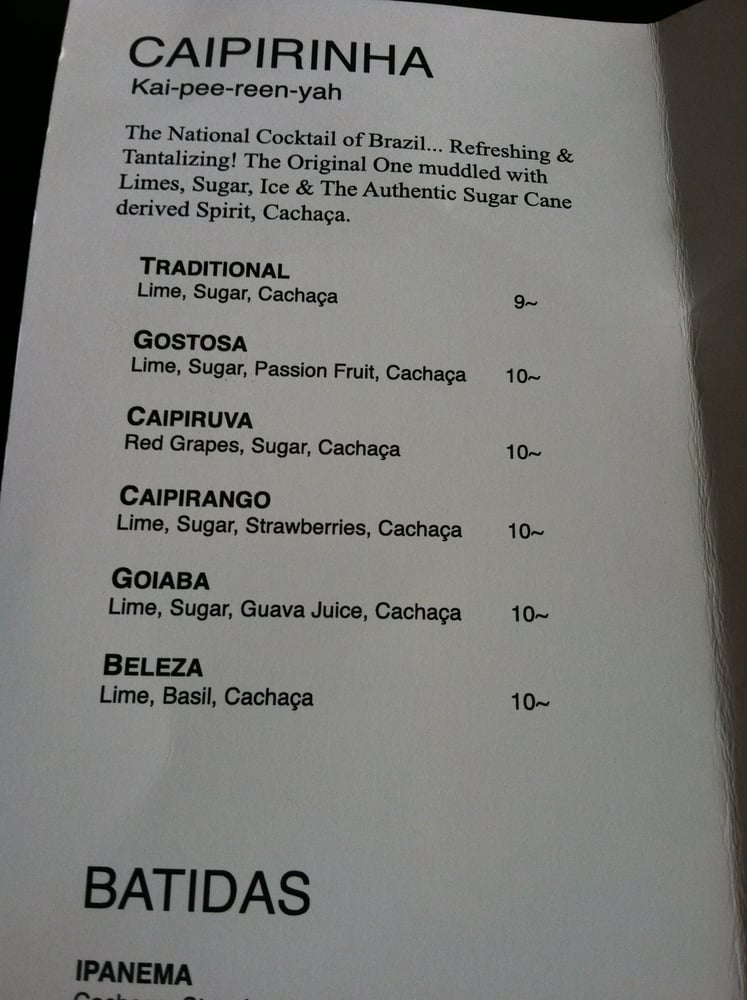 CAIPIRINHA
Kai-pee-reen-yah
The National Cocktail of Brazil... Refreshing &
Tantalizing! The Original One muddled with
Limes, Sugar, Ice & The Authentic Sugar Cane
derived Spirit, Cachaça.
TRADITIONAL
Lime, Sugar, Cachaça 9~
GOSTOSA
Lime, Sugar, Passion Fruit, Cachaça 10~
CAIPIRUVA
Red Grapes, Sugar, Cachaça 10~
CAIPIRANGO
Lime, Sugar, Strawberries, Cachaça 10~
GOIABA
Lime, Sugar, Guava Juice, Cachaça 10~
BELEZA
Lime, Basil, Cachaça 10~
BATIDAS
IPANEMA